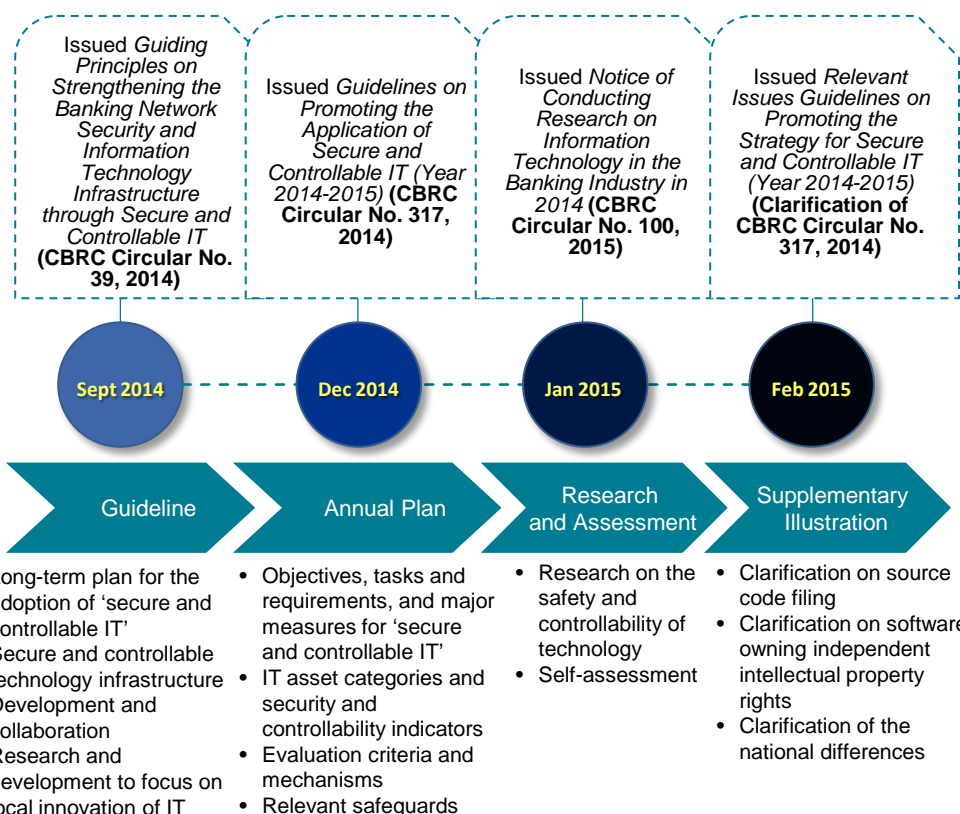 Issued Guiding
Principles on
Strengthening the
Banking Network
Security and
Information
Technology
Infrastructure
through Secure and
Controllable IT
(CBRC Circular No.
39, 2014)
Issued Guidelines on
Promoting the
Application of
Secure and
Controllable IT (Year
2014-2015) (CBRC
Circular No. 317,
2014)
Issued Notice of
Conducting
Research on
Information
Technology in the
Banking Industry in
2014 (CBRC
Circular No. 100,
2015)
Issued Relevant
Issues Guidelines on
Promoting the
Strategy for Secure
and Controllable IT
(Year 2014-2015)
(Clarification of
CBRC Circular No.
317, 2014)
Sept 2014
Dec 2014
Jan 2015
Feb 2015
Guideline
Annual Plan
Research
and Assessment
Supplementary
Illustration
Long-term plan for the
adoption of ‘secure and
controllable IT’
Secure and controllable
technology infrastructure
Development and
collaboration
Research and
development to focus on
local innovation of IT
• Objectives, tasks and
requirements, and major
measures for ‘secure
and controllable IT’
• IT asset categories and
security and
controllability indicators
• Evaluation criteria and
mechanisms
• Relevant safeguards
• Research on the
safety and
controllability of
technology
• Self-assessment
• Clarification on source
code filing
• Clarification on software
owning independent
intellectual property
rights
• Clarification of the
national differences